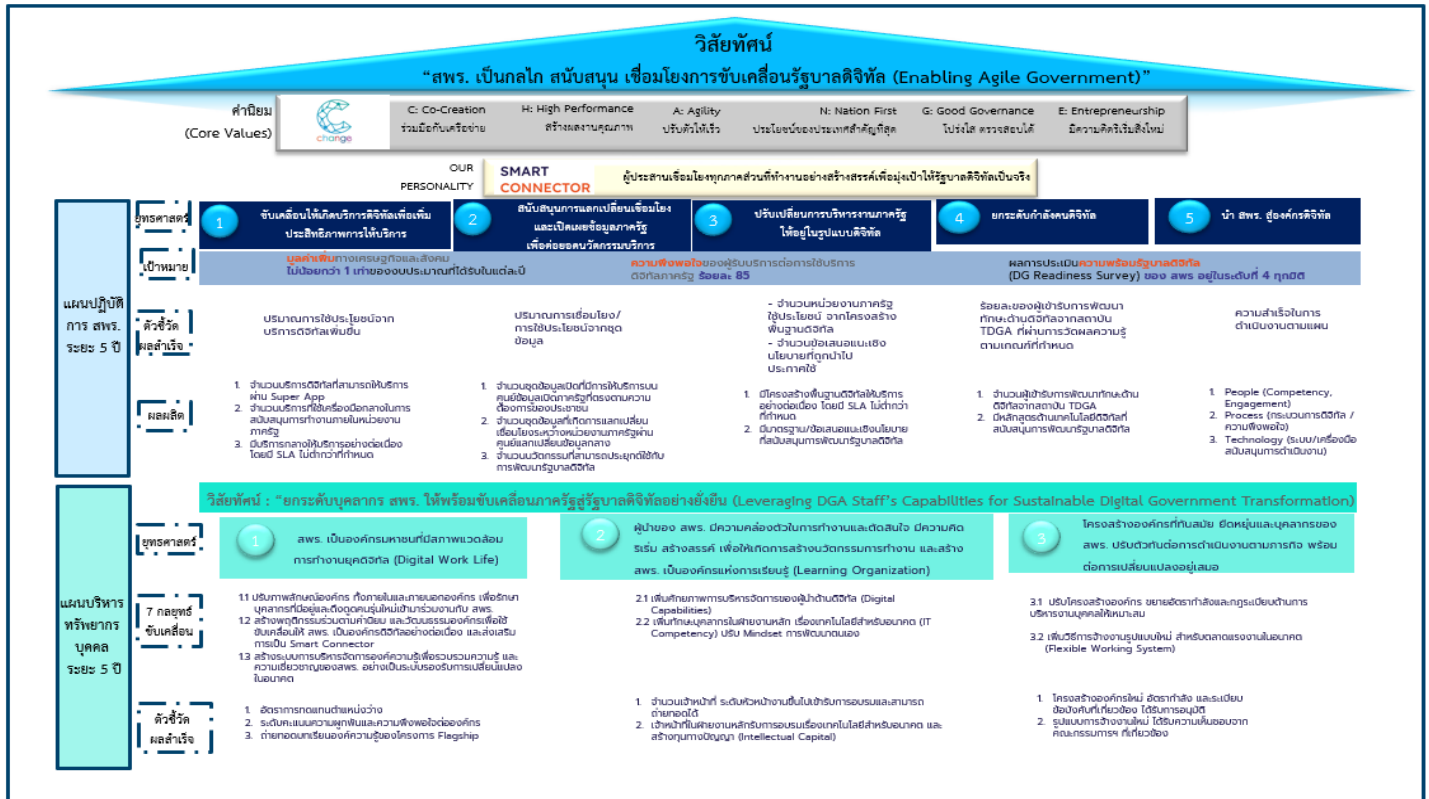 วิสัยทัศน์
“สพร. เป็นกลไก สนับสนุน เชื่อมโยงการขับเคลื่อนรัฐบาลดิจิทัล (Enabling Agile Government)”
ค่านิยม
(Core Values)
change
C: Co-Creation
ร่วมมือกับเครือข่าย
H: High Performance
สร้างผลงานคุณภาพ
A: Agility
ปรับตัวให้เร็ว
N: Nation First
ประโยชน์ของประเทศสำคัญที่สุด
G: Good Governance
โปร่งใส ตรวจสอบได้
E: Entrepreneurship
มีความคิดริเริ่มสิ่งใหม่
OUR
PERSONALITY
SMART
CONNECTOR
ผู้ประสานเชื่อมโยงทุกภาคส่วนที่ทำงานอย่างสร้างสรรค์เพื่อมุ่งเป้าให้รัฐบาลดิจิทัลเป็นจริง
แผนปฏิบัติ
การ สพร.
ระยะ 5 ปี
ยุทธศาสตร์
1
ขับเคลื่อนให้เกิดบริการดิจิทัลเพื่อเพิ่ม
ประสิทธิภาพการให้บริการ
2
สนับสนุนการแลกเปลี่ยนเชื่อมโยง
และเปิดเผยข้อมูลภาครัฐ
เพื่อต่อยอดนวัตกรรมบริการ
3
ปรับเปลี่ยนการบริหารงานภาครัฐ
ให้อยู่ในรูปแบบดิจิทัล
4
ยกระดับกำลังคนดิจิทัล
5
นำ สพร. สู่องค์กรดิจิทัล
เป้าหมาย
มูลค่าเพิ่มทางเศรษฐกิจและสังคม
ไม่น้อยกว่า 1 เท่าของงบประมาณที่ได้รับในแต่ละปี
ความพึงพอใจของผู้รับบริการต่อการใช้บริการ
ดิจิทัลภาครัฐ ร้อยละ 85
ผลการประเมินความพร้อมรัฐบาลดิจิทัล
(DG Readiness Survey) ของ สพร อยู่ในระดับที่ 4 ทุกมิติ
ตัวชี้วัด
ผลสำเร็จ
ปริมาณการใช้ประโยชน์จาก
บริการดิจิทัลเพิ่มขึ้น
ปริมาณการเชื่อมโยง/
การใช้ประโยชน์จากชุด
ข้อมูล
- จำนวนหน่วยงานภาครัฐ
ใช้ประโยชน์ จากโครงสร้าง
พื้นฐานดิจิทัล
- จำนวนข้อเสนอแนะเชิง
นโยบายที่ถูกนำไป
ประกาศใช้
ร้อยละของผู้เข้ารับการพัฒนา
ทักษะด้านดิจิทัลจากสถาบัน
TDGA ที่ผ่านการวัดผลความรู้
ตามเกณฑ์ที่กำหนด
ความสำเร็จในการ
ดำเนินงานตามแผน
ผลผลิต
1. จำนวนบริการดิจิทัลที่สามารถให้บริการ
ผ่าน Super App
2. จำนวนบริการที่ใช้เครื่องมือกลางในการ
สนับสนุนการทำงานภายในหน่วยงาน
ภาครัฐ
3. มีบริการกลางให้บริการอย่างต่อเนื่อง
โดยมี SLA ไม่ต่ำกว่าที่กำหนด
1. จำนวนชุดข้อมูลเปิดที่มีการให้บริการบน
ศูนย์ข้อมูลเปิดภาครัฐที่ตรงตามความ
ต้องการของประชาชน
2. จำนวนชุดข้อมูลที่เกิดการแลกเปลี่ยน
เชื่อมโยงระหว่างหน่วยงานภาครัฐผ่าน
ศูนย์แลกเปลี่ยนข้อมูลกลาง
3. จำนวนนวัตกรรมที่สามารถประยุกต์ใช้กับ
การพัฒนารัฐบาลดิจิทัล
1. มีโครงสร้างพื้นฐานดิจิทัลให้บริการ
อย่างต่อเนื่อง โดยมี SLA ไม่ต่ำกว่า
ที่กำหนด
2. มีมาตรฐาน/ข้อเสนอแนะเชิงนโยบาย
ที่สนับสนุนการพัฒนารัฐบาลดิจิทัล
1. จำนวนผู้เข้ารับการพัฒนาทักษะด้าน
ดิจิทัลจากสถาบัน TDGA
2. มีหลักสูตรด้านเทคโนโลยีดิจิทัลที่
สนับสนุนการพัฒนารัฐบาลดิจิทัล
1. People (Competency,
Engagement)
2. Process (กระบวนการดิจิทัล /
ความพึงพอใจ)
3. Technology (ระบบ/เครื่องมือ
สนับสนุนการดำเนินงาน)
แผนบริหาร
ทรัพยากร
บุคคล
ระยะ 5 ปี
วิสัยทัศน์ : “ยกระดับบุคลากร สพร. ให้พร้อมขับเคลื่อนภาครัฐสู่รัฐบาลดิจิทัลอย่างยั่งยืน (Leveraging DGA Staff’s Capabilities for Sustainable Digital Government Transformation)
ยุทธศาสตร์
1
สพร. เป็นองค์กรมหาชนที่มีสภาพแวดล้อม
การทำงานยุคดิจิทัล (Digital Work Life)
2
ผู้นำของ สพร. มีความคล่องตัวในการทำงานและตัดสินใจ มีความคิด
ริเริ่ม สร้างสรรค์ เพื่อให้เกิดการสร้างนวัตกรรมการทำงาน และสร้าง
สพร. เป็นองค์กรแห่งการเรียนรู้ (Learning Organization)
3
โครงสร้างองค์กรที่ทันสมัย ยืดหยุ่นและบุคลากรของ
สพร. ปรับตัวทันต่อการดำเนินงานตามภารกิจ พร้อม
ต่อการเปลี่ยนแปลงอยู่เสมอ
7 กลยุทธ์
ขับเคลื่อน
1.1 ปรับภาพลักษณ์องค์กร ทั้งภายในและภายนอกองค์กร เพื่อรักษา
บุคลากรที่มีอยู่และดึงดูดคนรุ่นใหม่เข้ามาร่วมงานกับ สพร.
1.2 สร้างพฤติกรรมร่วมตามค่านิยม และวัฒนธรรมองค์กรเพื่อใช้
ขับเคลื่อนให้ สพร. เป็นองค์กรดิจิทัลอย่างต่อเนื่อง และส่งเสริม
การเป็น Smart Connector
1.3 สร้างระบบการบริหารจัดการองค์ความรู้เพื่อรวบรวมความรู้ และ
ความเชี่ยวชาญของสพร. อย่างเป็นระบบรองรับการเปลี่ยนแปลง
ในอนาคต
2.1 เพิ่มศักยภาพการบริหารจัดการของผู้นำด้านดิจิทัล (Digital
Capabilities)
2.2 เพิ่มทักษะบุคลากรในฝ่ายงานหลัก เรื่องเทคโนโลยีสำหรับอนาคต (IT
Competency) ปรับ Mindset การพัฒนาตนเอง
3.1 ปรับโครงสร้างองค์กร ขยายอัตรากำลังและกฎระเบียบด้านการ
บริหารงานบุคคลให้เหมาะสม
3.2 เพิ่มวิธีการจ้างงานรูปแบบใหม่ สำหรับตลาดแรงงานในอนาคต
(Flexible Working System)
ตัวชี้วัด
ผลสำเร็จ
1. อัตราการทดแทนตำแหน่งว่าง
2. ระดับคะแนนความผูกพันและความพึงพอใจต่อองค์กร
3. ถ่ายทอดบทเรียนองค์ความรู้ของโครงการ Flagship
1. จำนวนเจ้าหน้าที่ ระดับหัวหน้างานขึ้นไปเข้ารับการอบรมและสามารถ
ถ่ายทอดได้
2. เจ้าหน้าที่ในฝ่ายงานหลักรับการอบรมเรื่องเทคโนโลยีสำหรับอนาคต และ
สร้างทุนทางปัญญา (Intellectual Capital)
1. โครงสร้างองค์กรใหม่ อัตรากำลัง และระเบียบ
ข้อบังคับที่เกี่ยวข้อง ได้รับการอนุมัติ
2. รูปแบบการจ้างงานใหม่ ได้รับความเห็นชอบจาก
คณะกรรมการฯ ที่เกี่ยวข้อง